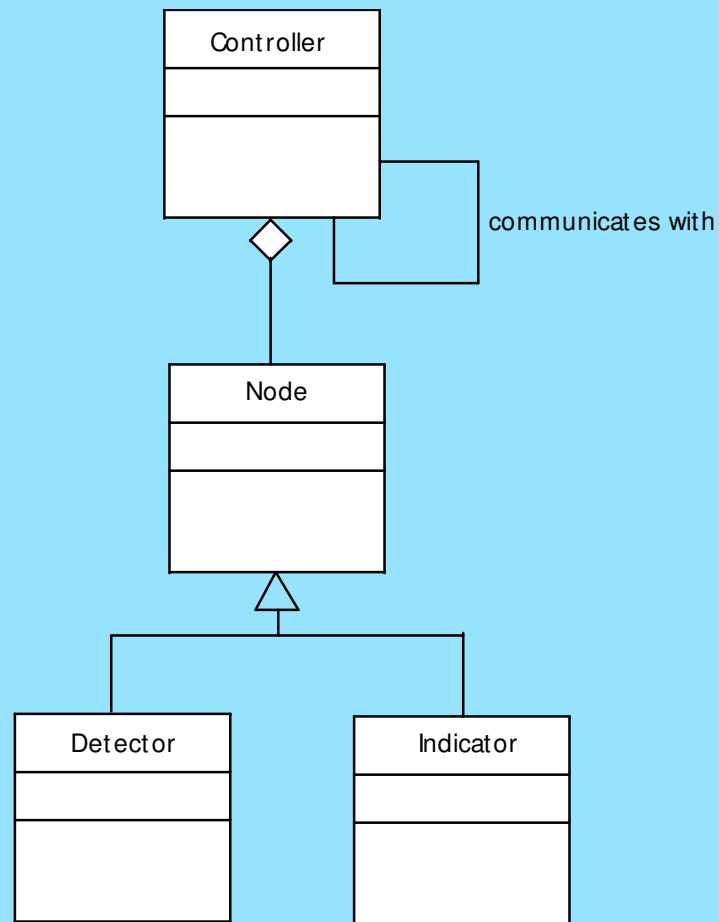 Controller
communicates with
Node
Detector
Indicator